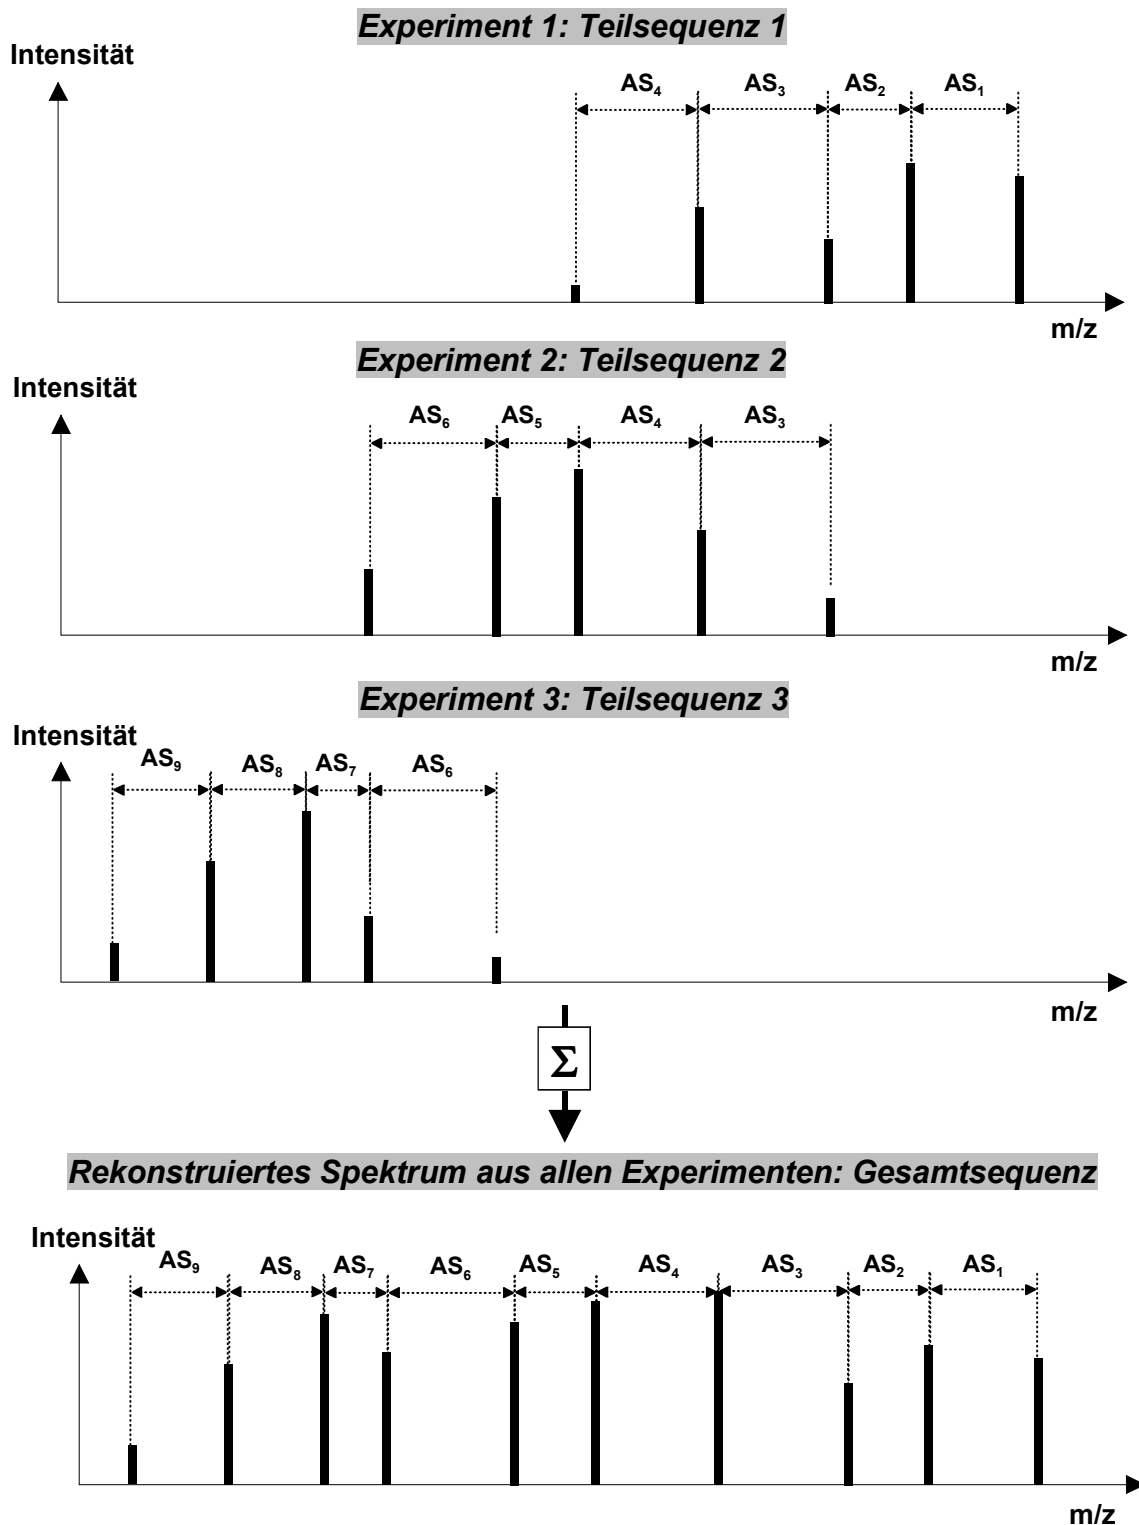 Experiment 1: Teilsequenz 1
Intensität
AS₄ AS₃ AS₂ AS₁
m/z
Experiment 2: Teilsequenz 2
Intensität
AS₆ AS₅ AS₄ AS₃
m/z
Experiment 3: Teilsequenz 3
Intensität
AS₉ AS₈ AS₇ AS₆
m/z
Σ
Rekonstruiertes Spektrum aus allen Experimenten: Gesamtsequenz
Intensität
AS₉ AS₈ AS₇ AS₆ AS₅ AS₄ AS₃ AS₂ AS₁
m/z